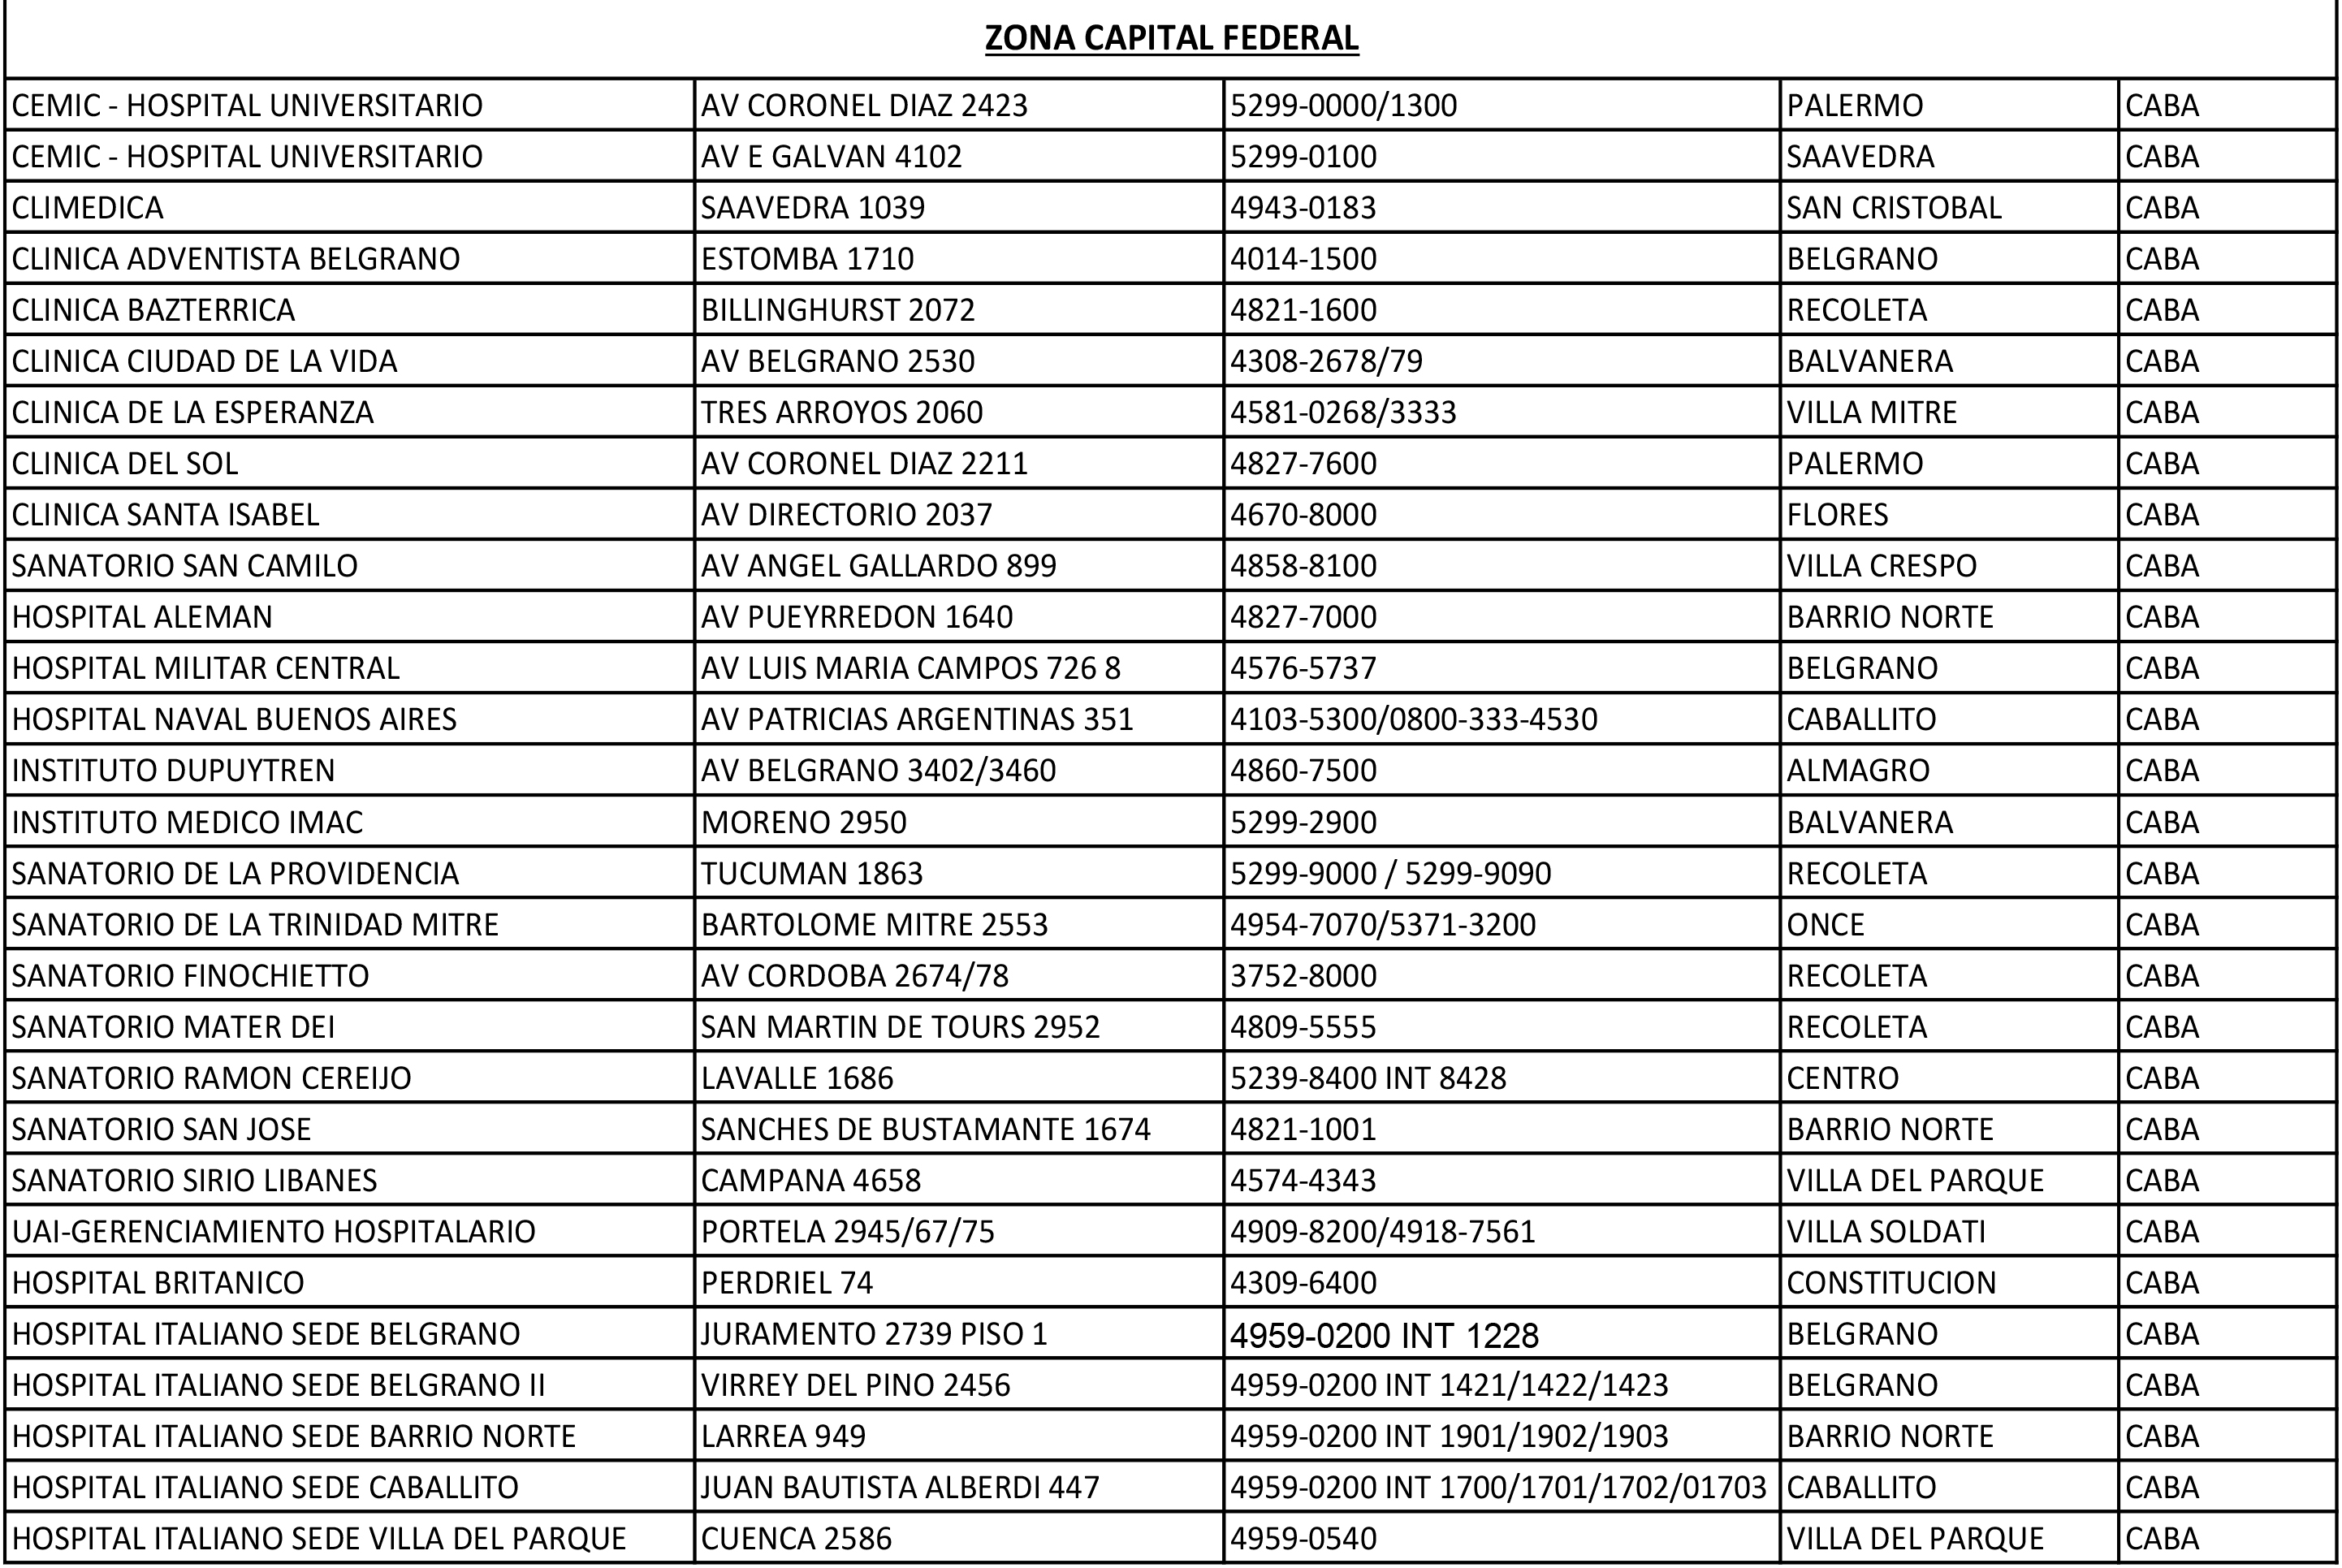 ZONA CAPITAL FEDERAL
CEMIC - HOSPITAL UNIVERSITARIO AV CORONEL DIAZ 2423 5299-0000/1300 PALERMO CABA
CEMIC - HOSPITAL UNIVERSITARIO AV E GALVAN 4102 5299-0100 SAAVEDRA CABA
CLIMEDICA SAAVEDRA 1039 4943-0183 SAN CRISTOBAL CABA
CLINICA ADVENTISTA BELGRANO ESTOMBA 1710 4014-1500 BELGRANO CABA
CLINICA BAZTERRICA BILLINGHURST 2072 4821-1600 RECOLETA CABA
CLINICA CIUDAD DE LA VIDA AV BELGRANO 2530 4308-2678/79 BALVANERA CABA
CLINICA DE LA ESPERANZA TRES ARROYOS 2060 4581-0268/3333 VILLA MITRE CABA
CLINICA DEL SOL AV CORONEL DIAZ 2211 4827-7600 PALERMO CABA
CLINICA SANTA ISABEL AV DIRECTORIO 2037 4670-8000 FLORES CABA
SANATORIO SAN CAMILO AV ANGEL GALLARDO 899 4858-8100 VILLA CRESPO CABA
HOSPITAL ALEMAN AV PUEYRREDON 1640 4827-7000 BARRIO NORTE CABA
HOSPITAL MILITAR CENTRAL AV LUIS MARIA CAMPOS 726 8 4576-5737 BELGRANO CABA
HOSPITAL NAVAL BUENOS AIRES AV PATRICIAS ARGENTINAS 351 4103-5300/0800-333-4530 CABALLITO CABA
INSTITUTO DUPUYTREN AV BELGRANO 3402/3460 4860-7500 ALMAGRO CABA
INSTITUTO MEDICO IMAC MORENO 2950 5299-2900 BALVANERA CABA
SANATORIO DE LA PROVIDENCIA TUCUMAN 1863 5299-9000 / 5299-9090 RECOLETA CABA
SANATORIO DE LA TRINIDAD MITRE BARTOLOME MITRE 2553 4954-7070/5371-3200 ONCE CABA
SANATORIO FINOCHIETTO AV CORDOBA 2674/78 3752-8000 RECOLETA CABA
SANATORIO MATER DEI SAN MARTIN DE TOURS 2952 4809-5555 RECOLETA CABA
SANATORIO RAMON CEREIJO LAVALLE 1686 5239-8400 INT 8428 CENTRO CABA
SANATORIO SAN JOSE SANCHES DE BUSTAMANTE 1674 4821-1001 BARRIO NORTE CABA
SANATORIO SIRIO LIBANES CAMPANA 4658 4574-4343 VILLA DEL PARQUE CABA
UAI-GERENCIAMIENTO HOSPITALARIO PORTELA 2945/67/75 4909-8200/4918-7561 VILLA SOLDATI CABA
HOSPITAL BRITANICO PERDRIEL 74 4309-6400 CONSTITUCION CABA
HOSPITAL ITALIANO SEDE BELGRANO JURAMENTO 2739 PISO 1 4959-0200 INT 1228 BELGRANO CABA
HOSPITAL ITALIANO SEDE BELGRANO II VIRREY DEL PINO 2456 4959-0200 INT 1421/1422/1423 BELGRANO CABA
HOSPITAL ITALIANO SEDE BARRIO NORTE LARREA 949 4959-0200 INT 1901/1902/1903 BARRIO NORTE CABA
HOSPITAL ITALIANO SEDE CABALLITO JUAN BAUTISTA ALBERDI 447 4959-0200 INT 1700/1701/1702/01703 CABALLITO CABA
HOSPITAL ITALIANO SEDE VILLA DEL PARQUE CUENCA 2586 4959-0540 VILLA DEL PARQUE CABA